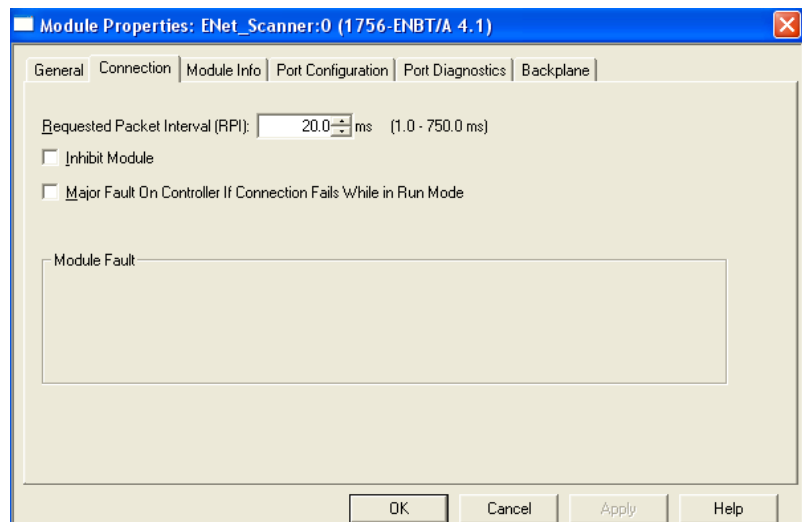 Module Properties: ENet_Scanner:0 (1756-ENBT/A 4.1)
General Connection Module Info Port Configuration Port Diagnostics Backplane
Requested Packet Interval (RPI): 20.0 ms (1.0 - 750.0 ms)
Inhibit Module
Major Fault On Controller If Connection Fails While in Run Mode
Module Fault
OK Cancel Apply Help